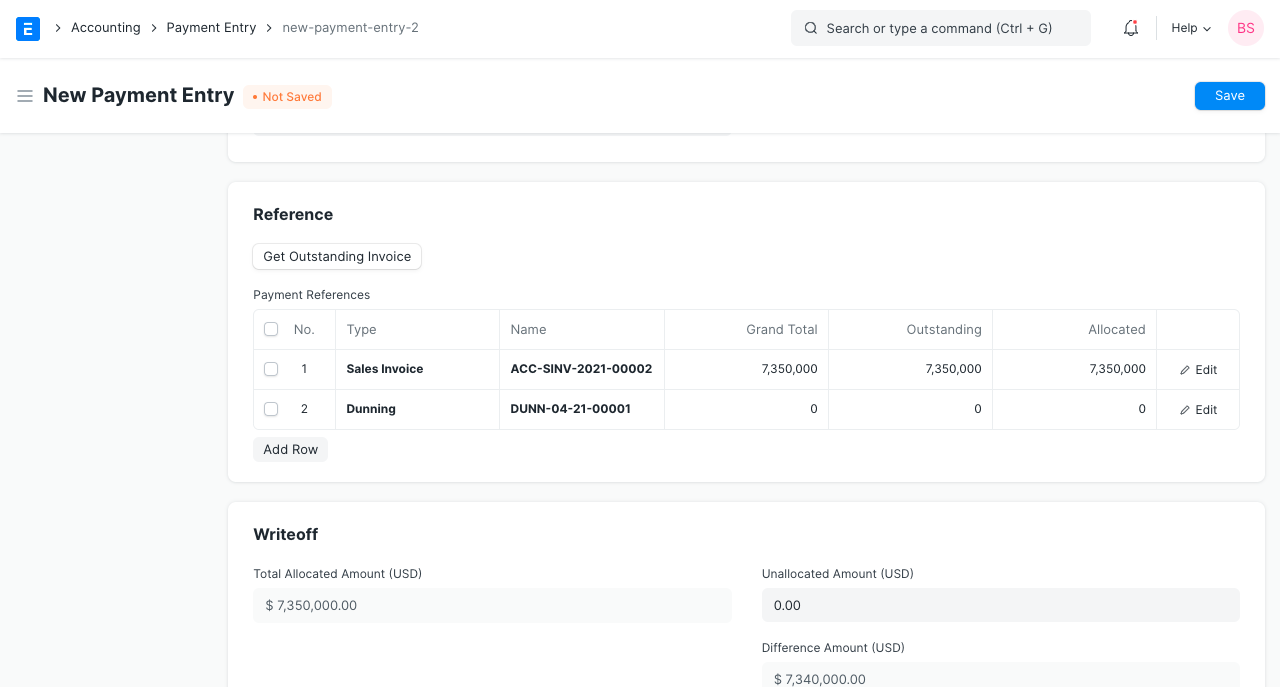 E
Accounting
Payment Entry
new-payment-entry-2
Search or type a command (Ctrl + G)
Help
BS
New Payment Entry
Not Saved
Save
Reference
Get Outstanding Invoice
Payment References
No. Type Name Grand Total Outstanding Allocated
1 Sales Invoice ACC-SINV-2021-00002 7,350,000 7,350,000 7,350,000 Edit
2 Dunning DUNN-04-21-00001 0 0 0 Edit
Add Row
Writeoff
Total Allocated Amount (USD)
$ 7,350,000.00
Unallocated Amount (USD)
0.00
Difference Amount (USD)
$ 7,340,000.00